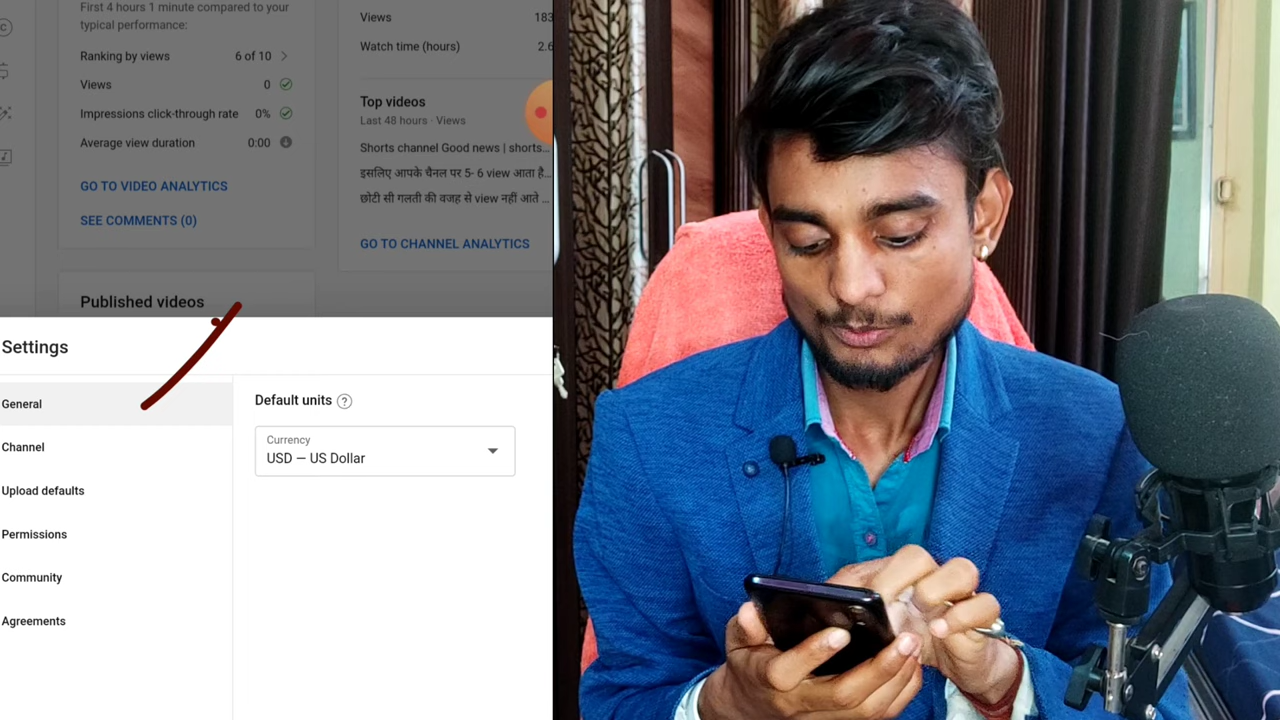 First 4 hours 1 minute compared to your
typical performance:
Ranking by views 6 of 10
Views 0
Impressions click-through rate 0%
Average view duration 0:00
GO TO VIDEO ANALYTICS
SEE COMMENTS (0)
Published videos
Views 183
Watch time (hours) 2.6
Top videos
Last 48 hours · Views
Shorts channel Good news | shorts...
इसलिए आपके चैनल पर 5- 6 view आता है...
छोटी सी गलती की वजह से view नहीं आते ...
GO TO CHANNEL ANALYTICS
Settings
General
Channel
Upload defaults
Permissions
Community
Agreements
Default units ?
Currency
USD — US Dollar